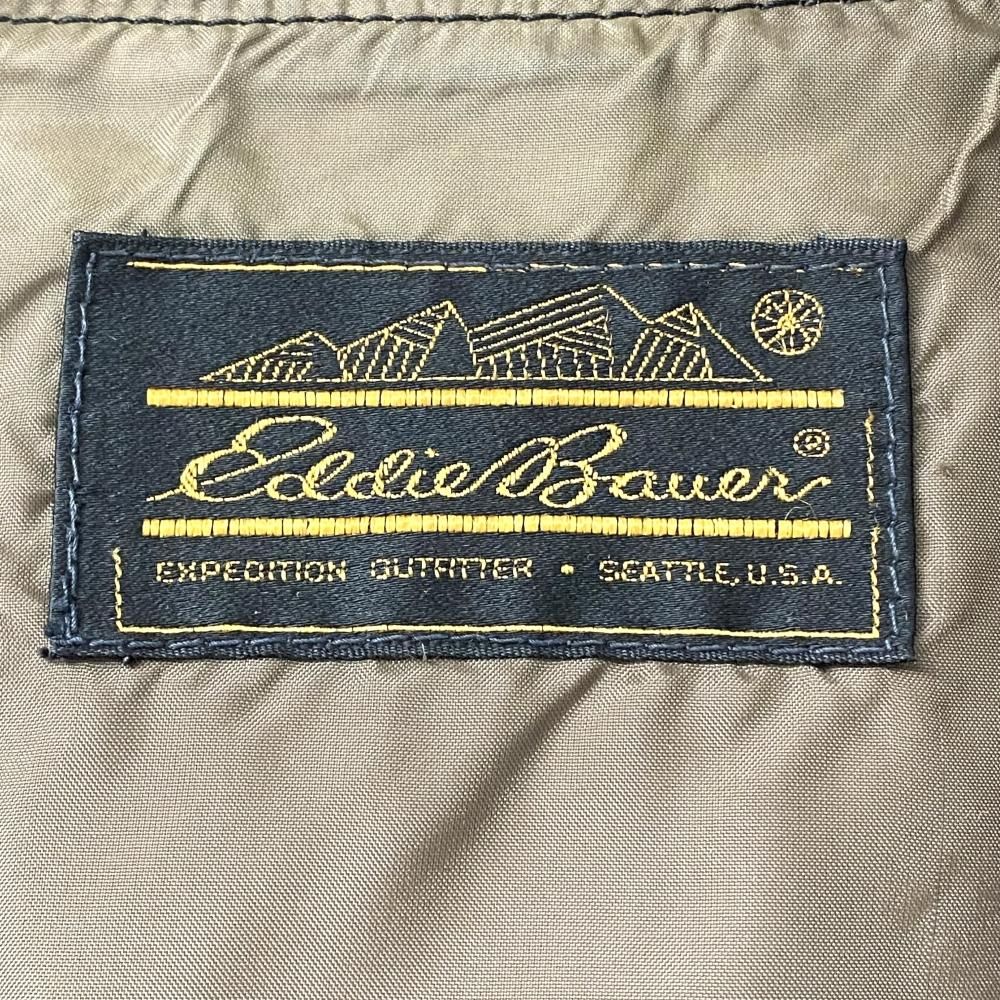 Eddie Bauer®
EXPEDITION OUTFITTER • SEATTLE, U.S.A.